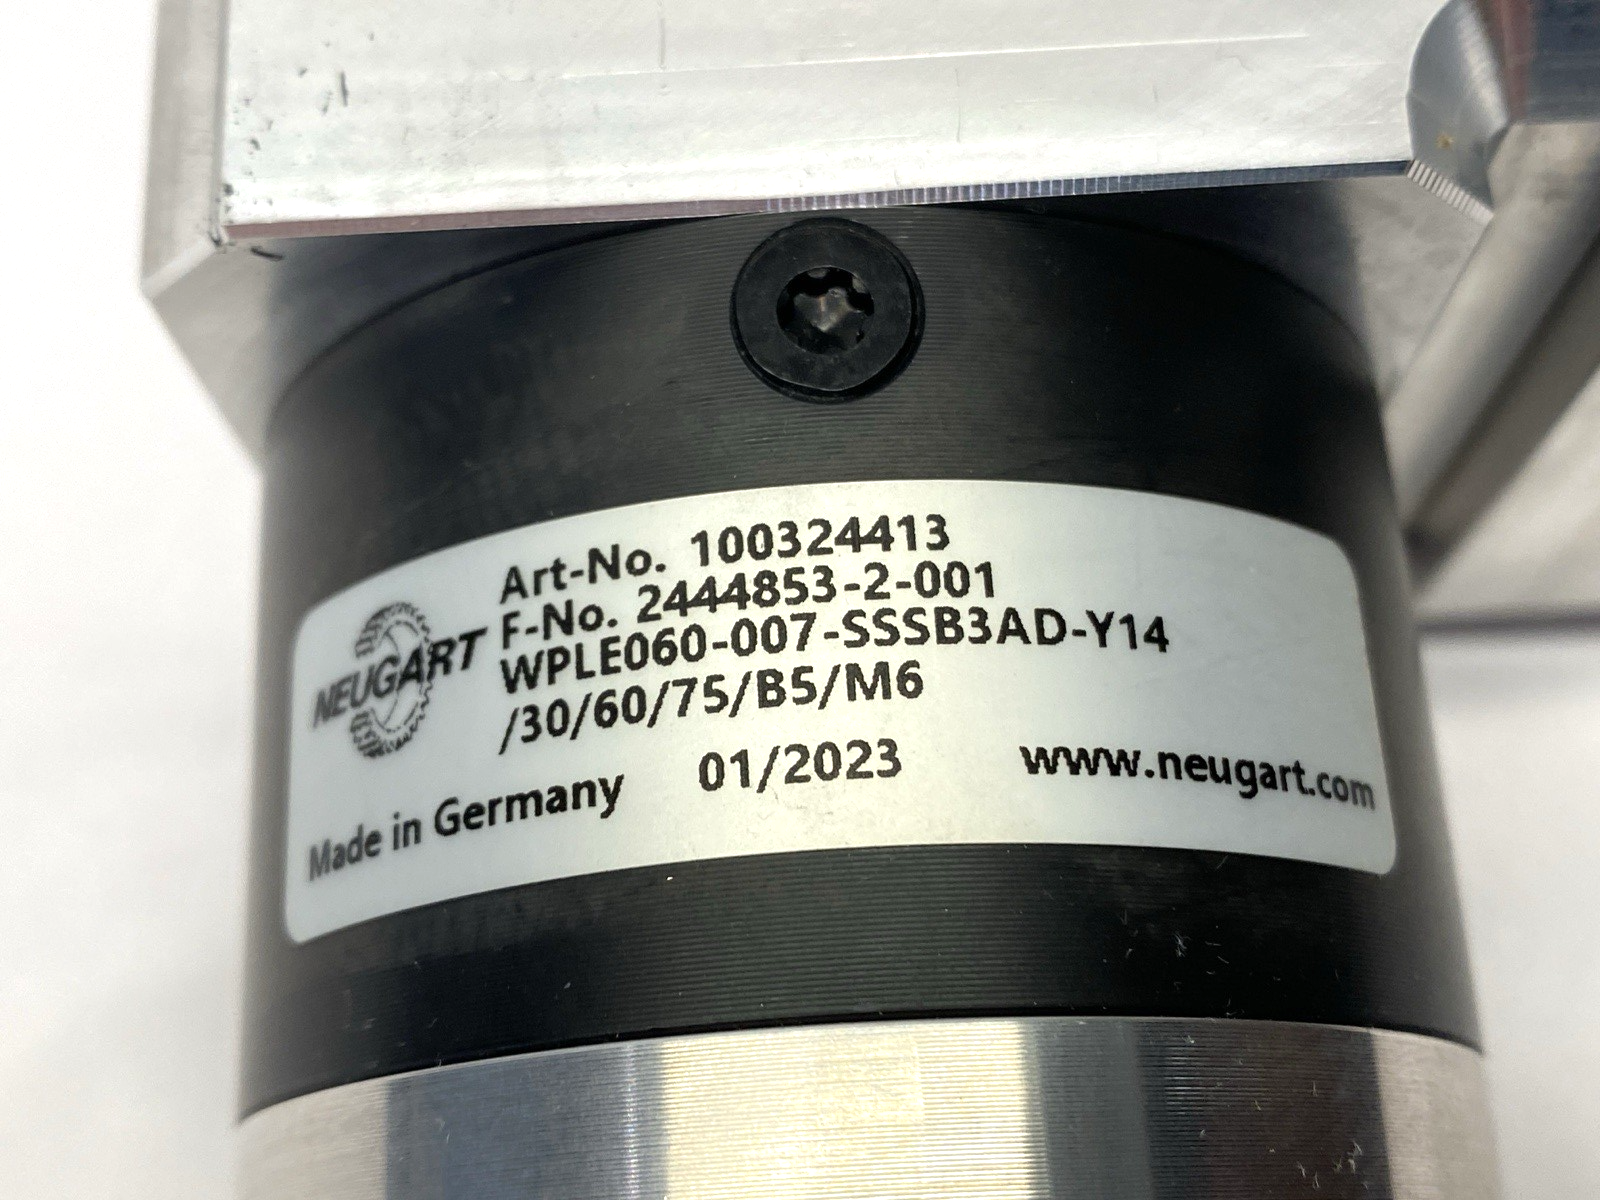 NEUGART
Art-No. 100324413
F-No. 2444853-2-001
WPLE060-007-SSSB3AD-Y14
/30/60/75/B5/M6
Made in Germany 01/2023 www.neugart.com